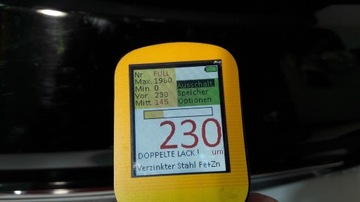 Nr FULL
Max. 1960
Min. 0
Vor. 230
Mitt 145
Ausschalt
Speicher
Optionen
230
DOPPELTE LACK ! um
Verzinkter Stahl Fe+Zn